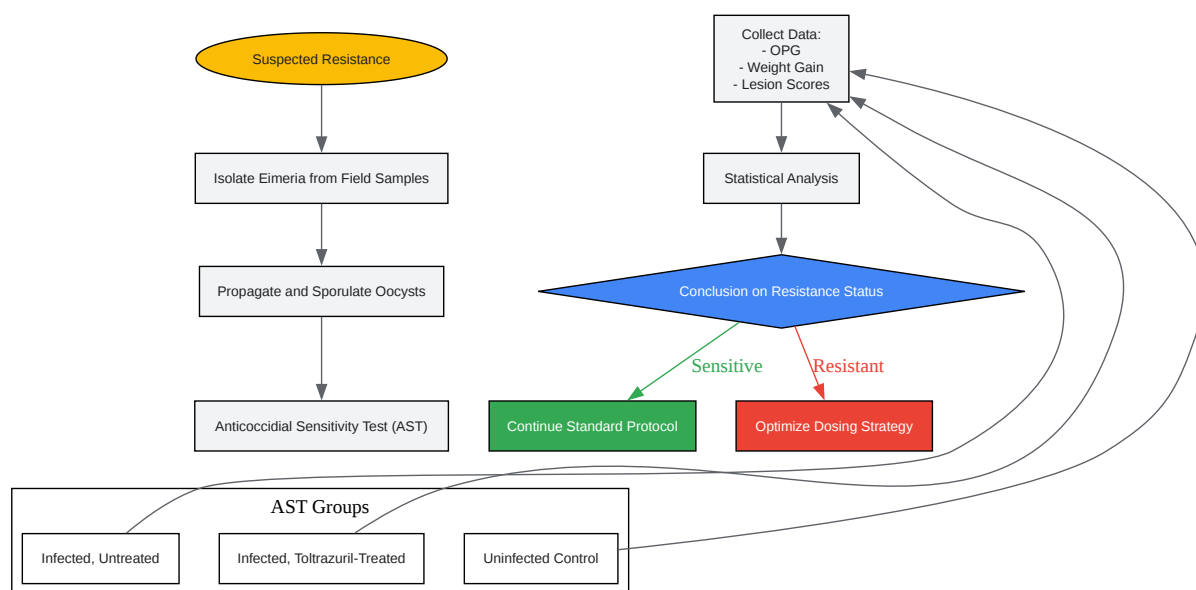 Suspected Resistance
Isolate Eimeria from Field Samples
Propagate and Sporulate Oocysts
Anticoccidial Sensitivity Test (AST)
Collect Data:
- OPG
- Weight Gain
- Lesion Scores
Statistical Analysis
Conclusion on Resistance Status
Sensitive
Resistant
Continue Standard Protocol
Optimize Dosing Strategy
AST Groups
Infected, Untreated
Infected, Toltrazuril-Treated
Uninfected Control